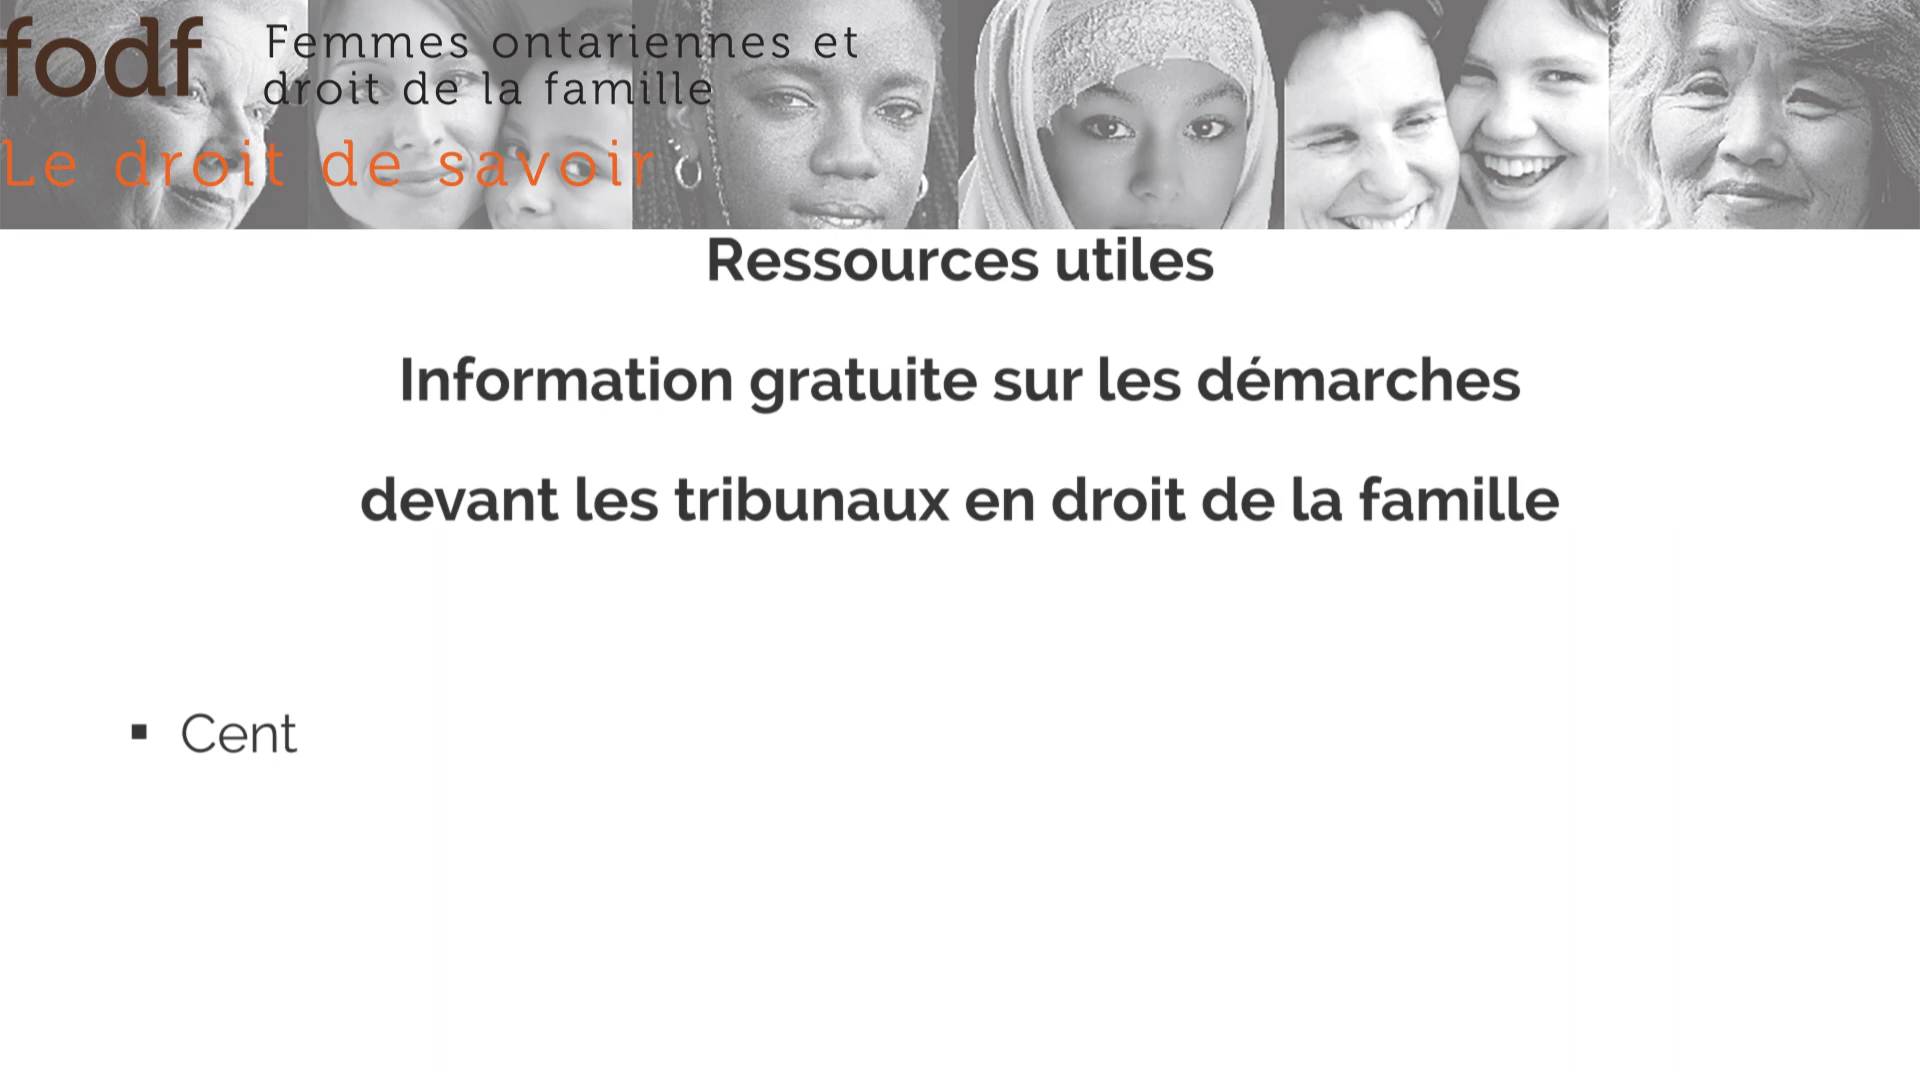 fodf
Femmes ontariennes et
droit de la famille
Le droit de savoir
Ressources utiles
Information gratuite sur les démarches
devant les tribunaux en droit de la famille
▪ Cent